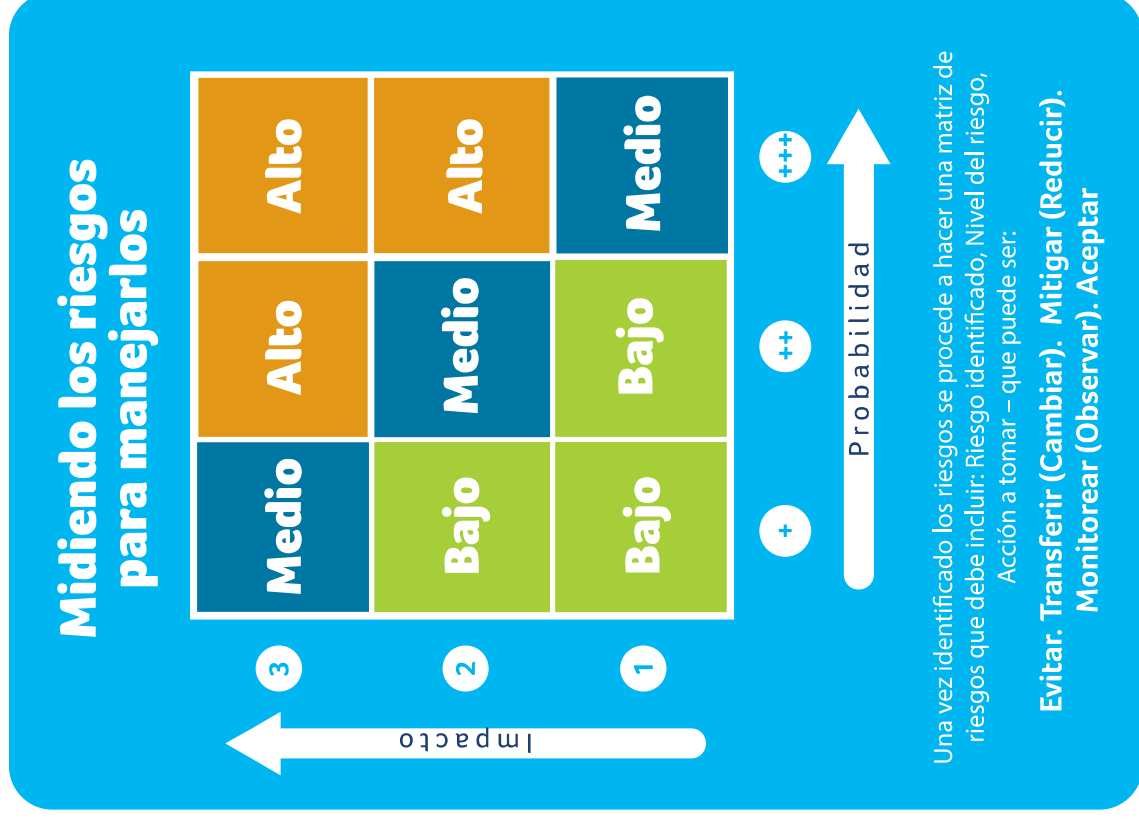 Midiendo los riesgos
para manejarlos
Impacto
3
Medio
Alto
Alto
2
Bajo
Medio
Alto
1
Bajo
Bajo
Medio
+
++
+++
Probabilidad
Una vez identificado los riesgos se procede a hacer una matriz de
riesgos que debe incluir: Riesgo identificado, Nivel del riesgo,
Acción a tomar – que puede ser:
Evitar. Transferir (Cambiar). Mitigar (Reducir).
Monitorear (Observar). Aceptar